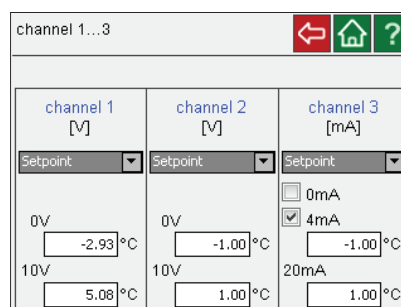 channel 1...3 ?
channel 1 channel 2 channel 3
[V] [V] [mA]
Setpoint Setpoint Setpoint
0mA
0V 0V 4mA
-2.93 °C -1.00 °C -1.00 °C
10V 10V 20mA
5.08 °C 1.00 °C 1.00 °C